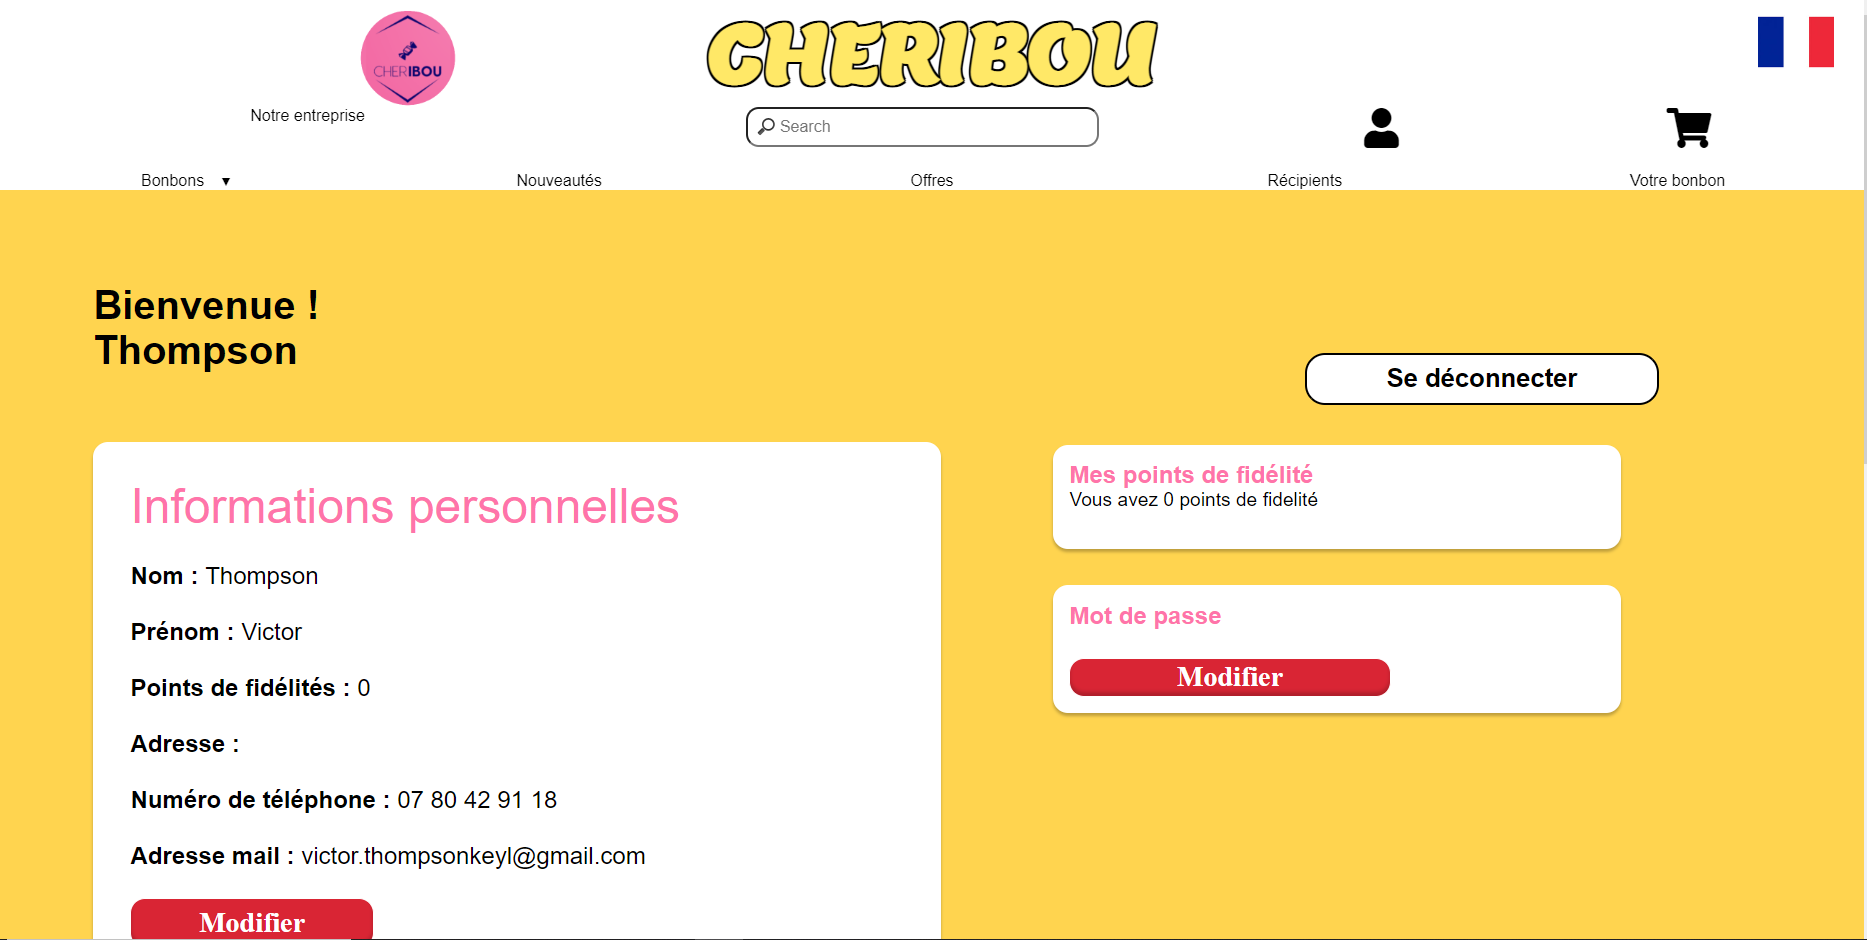 CHERIBOU
CHERIBOU
Notre entreprise
Search
Bonbons ▼
Nouveautés
Offres
Récipients
Votre bonbon
Bienvenue !
Thompson
Se déconnecter
Informations personnelles
Nom : Thompson
Prénom : Victor
Points de fidélités : 0
Adresse :
Numéro de téléphone : 07 80 42 91 18
Adresse mail : victor.thompsonkeyl@gmail.com
Modifier
Mes points de fidélité
Vous avez 0 points de fidelité
Mot de passe
Modifier